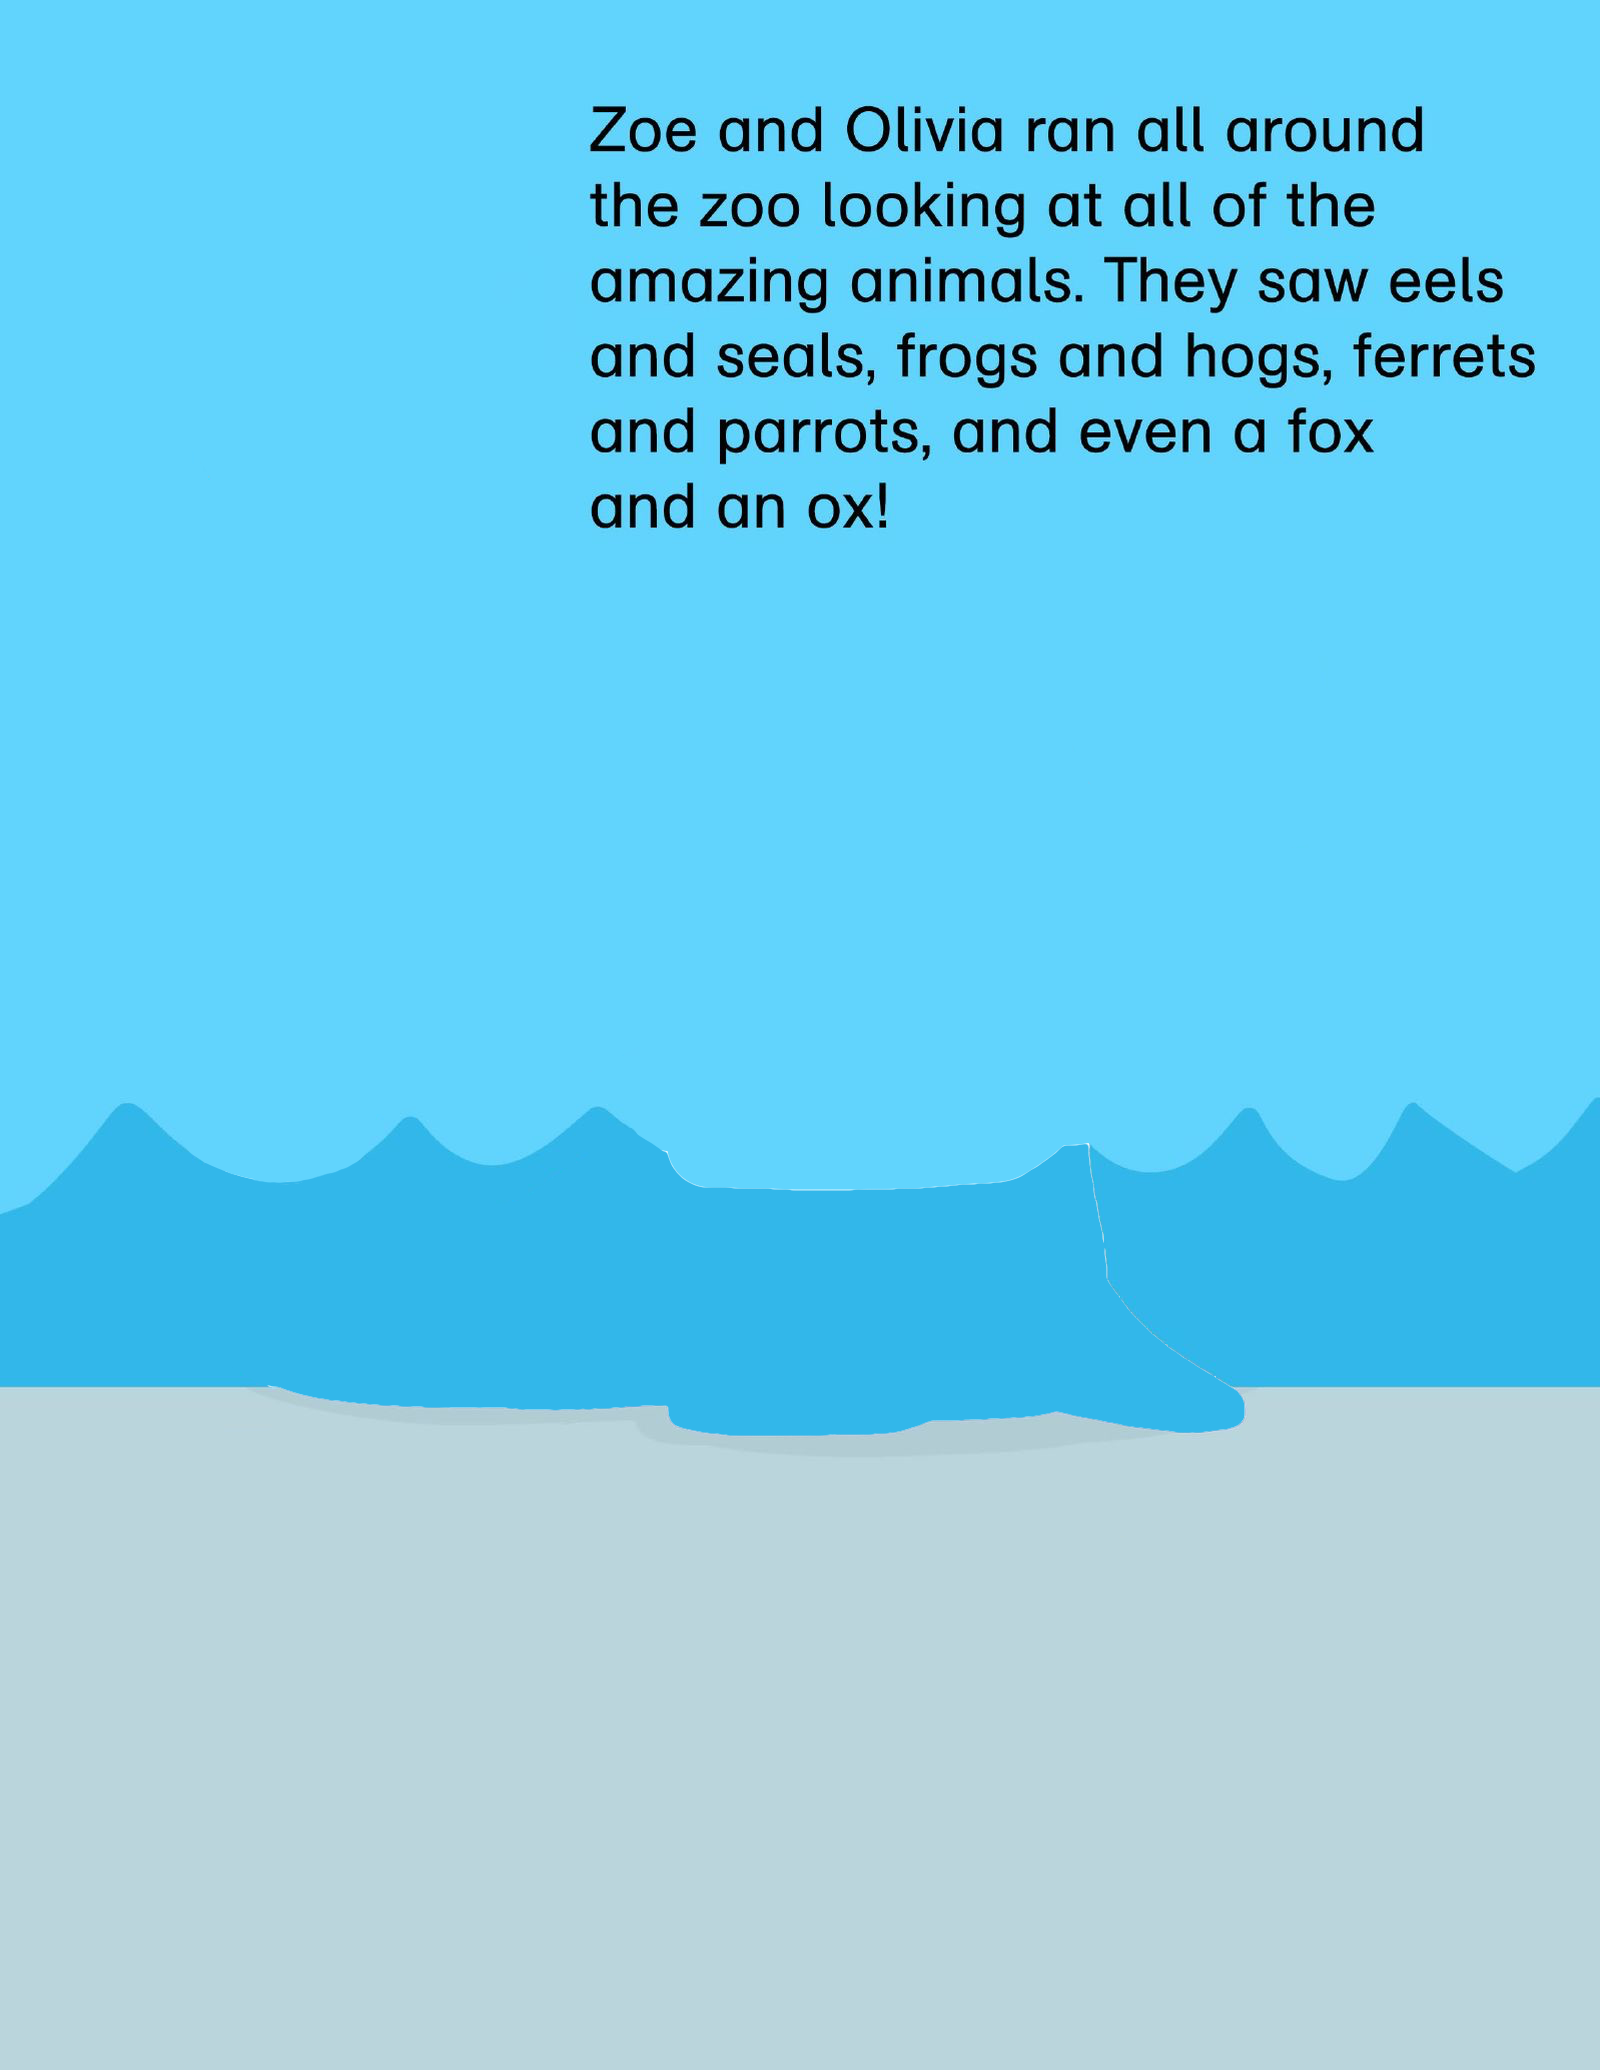 Zoe and Olivia ran all around
the zoo looking at all of the
amazing animals. They saw eels
and seals, frogs and hogs, ferrets
and parrots, and even a fox
and an ox!